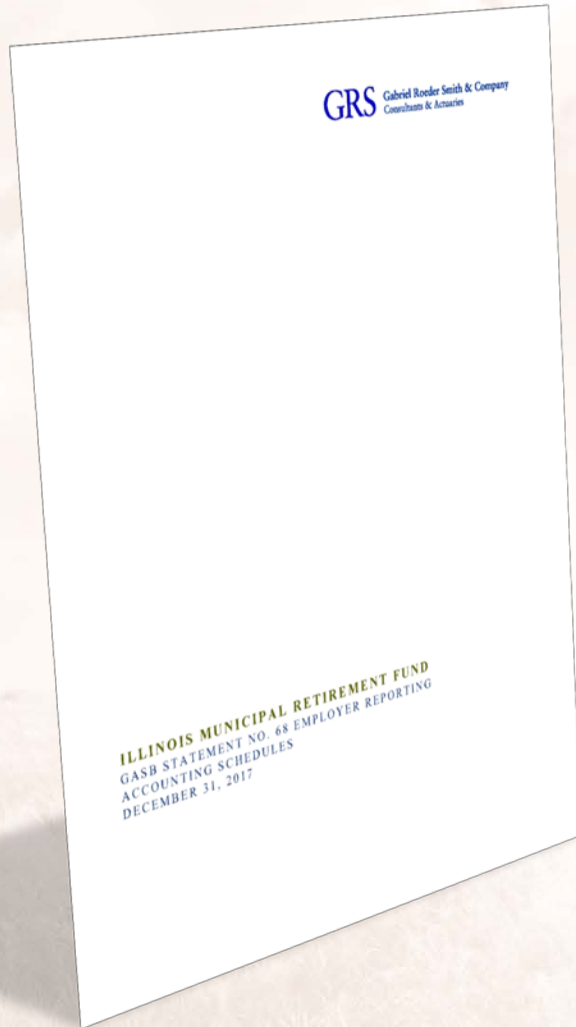 GRS Gabriel Roeder Smith & Company
Consultants & Actuaries
ILLINOIS MUNICIPAL RETIREMENT FUND
GASB STATEMENT NO. 68 EMPLOYER REPORTING
ACCOUNTING SCHEDULES
DECEMBER 31, 2017